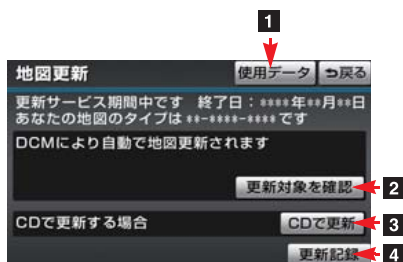 1
地図更新 使用データ 戻る
更新サービス期間中です 終了日：****年**月**日
あなたの地図のタイプは **-****-**** です
DCMにより自動で地図更新されます
更新対象を確認 2
CDで更新する場合 CDで更新 3
更新記録 4